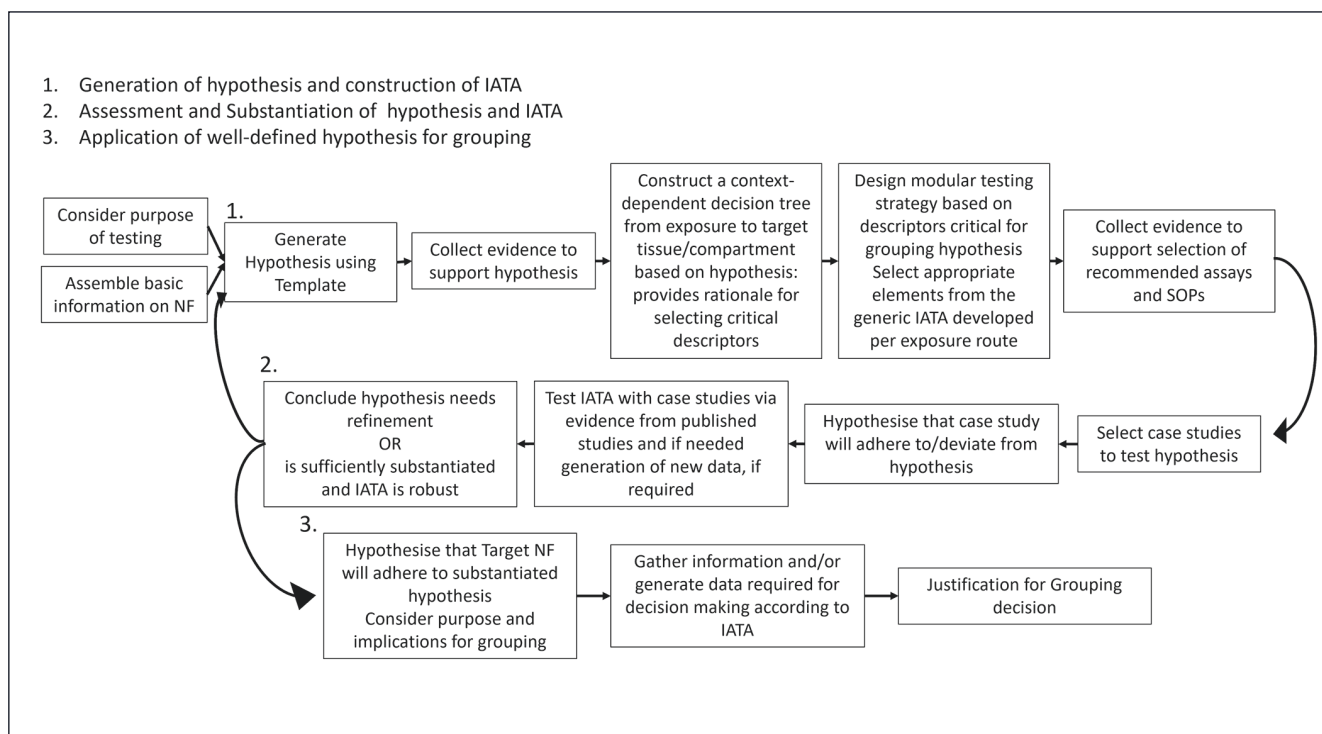 1. Generation of hypothesis and construction of IATA
2. Assessment and Substantiation of hypothesis and IATA
3. Application of well-defined hypothesis for grouping
Consider purpose
of testing
Assemble basic
information on NF
1.
Generate
Hypothesis using
Template
Collect evidence to
support hypothesis
Construct a context-
dependent decision tree
from exposure to target
tissue/compartment
based on hypothesis:
provides rationale for
selecting critical
descriptors
Design modular testing
strategy based on
descriptors critical for
grouping hypothesis
Select appropriate
elements from the
generic IATA developed
per exposure route
Collect evidence to
support selection of
recommended assays
and SOPs
Select case studies
to test hypothesis
Hypothesise that case study
will adhere to/deviate from
hypothesis
Test IATA with case studies via
evidence from published
studies and if needed
generation of new data, if
required
2.
Conclude hypothesis needs
refinement
OR
is sufficiently substantiated
and IATA is robust
3.
Hypothesise that Target NF
will adhere to substantiated
hypothesis
Consider purpose and
implications for grouping
Gather information and/or
generate data required for
decision making according to
IATA
Justification for Grouping
decision